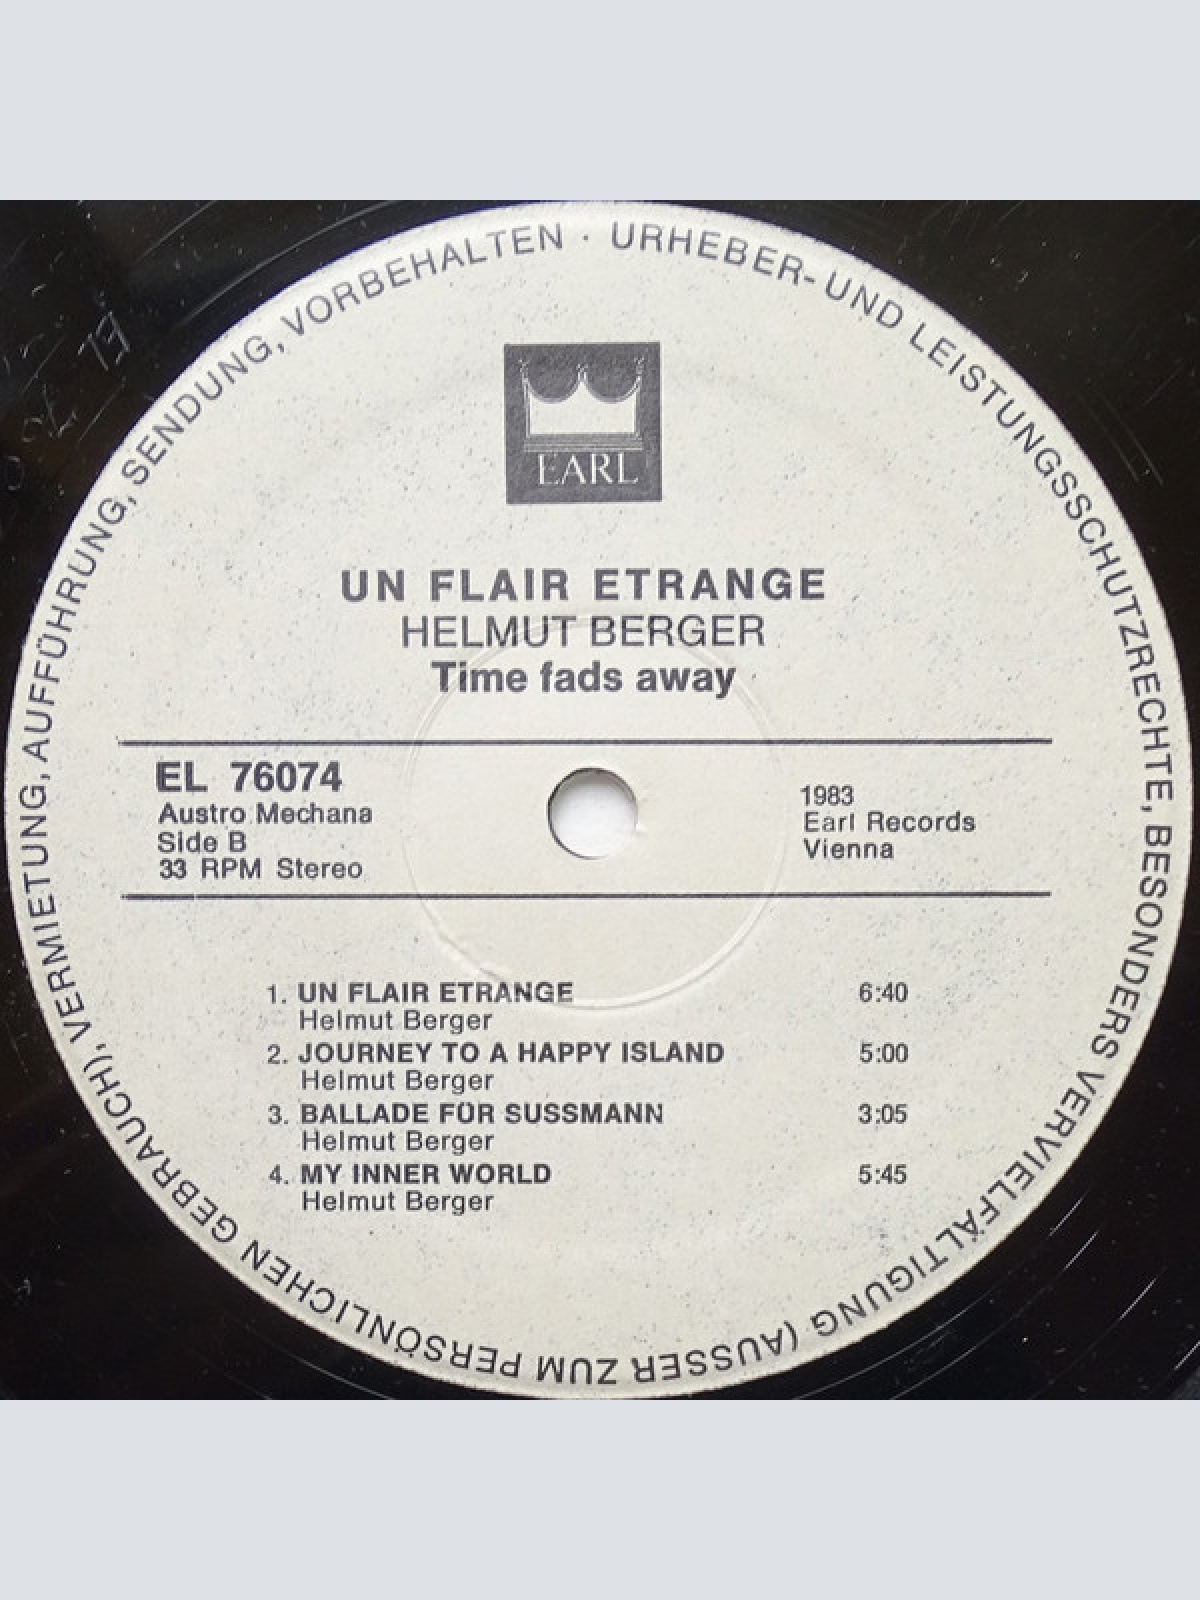 URHEBER- UND LEISTUNGSSCHUTZRECHTE, BESONDERS VERVIELFÄLTIGUNG (AUSSER ZUM PERSÖNLICHEN GEBRAUCH), VERMIETUNG, AUFFÜHRUNG, SENDUNG, VORBEHALTEN ·
EARL
UN FLAIR ETRANGE
HELMUT BERGER
Time fads away
EL 76074
Austro Mechana
Side B
33 RPM Stereo
1983
Earl Records
Vienna
1. UN FLAIR ETRANGE 6:40
Helmut Berger
2. JOURNEY TO A HAPPY ISLAND 5:00
Helmut Berger
3. BALLADE FÜR SUSSMANN 3:05
Helmut Berger
4. MY INNER WORLD 5:45
Helmut Berger